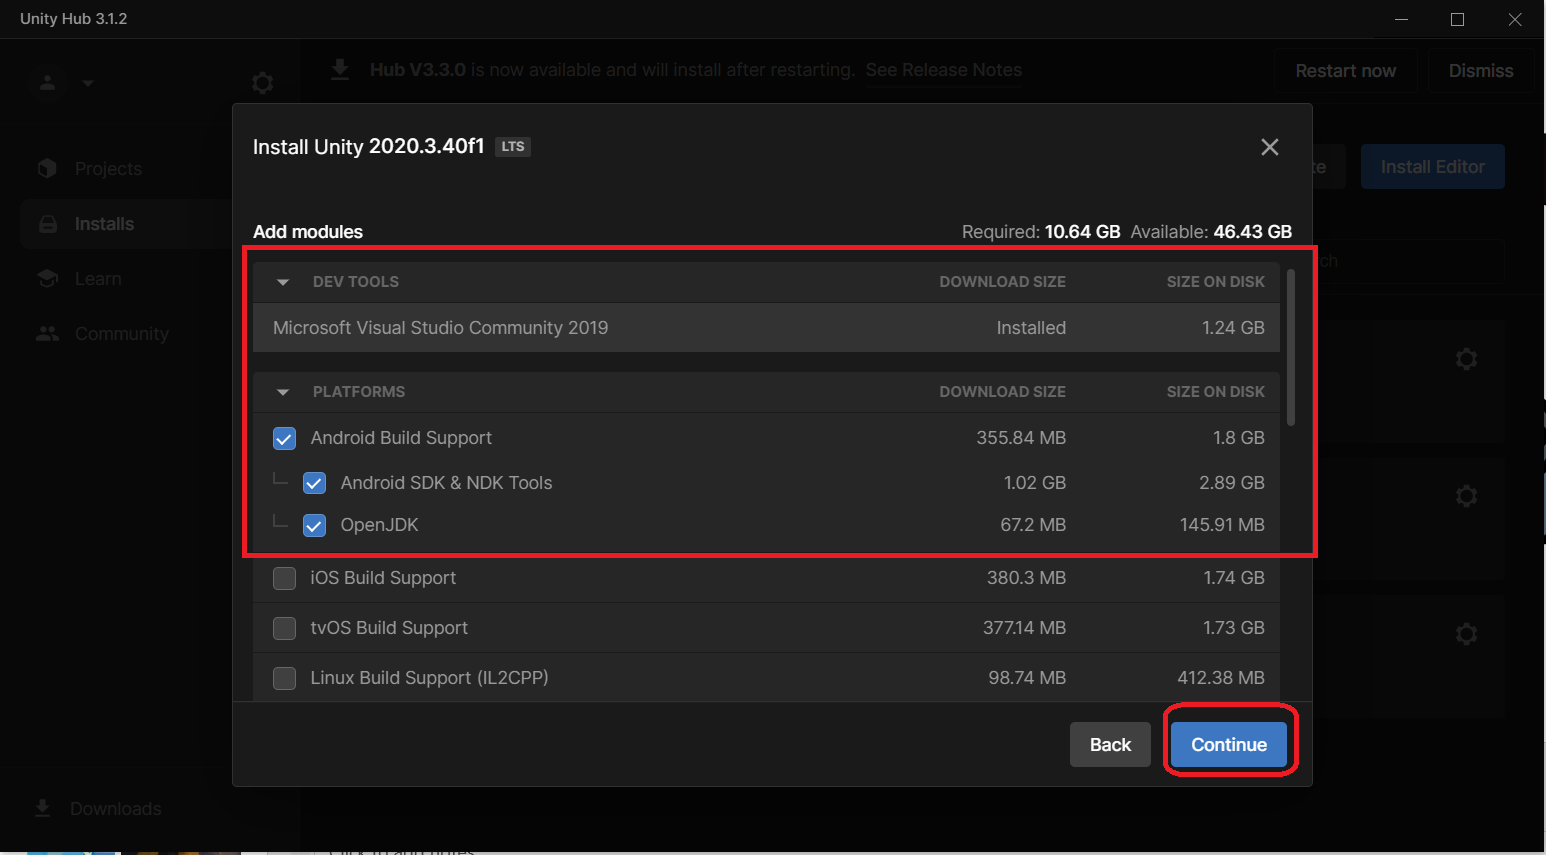 Unity Hub 3.1.2
Hub V3.3.0 is now available and will install after restarting. See Release Notes
Restart now
Dismiss
Projects
Installs
Learn
Community
Downloads
Install Editor
Install Unity 2020.3.40f1 LTS
Add modules
Required: 10.64 GB Available: 46.43 GB
DEV TOOLS DOWNLOAD SIZE SIZE ON DISK
Microsoft Visual Studio Community 2019 Installed 1.24 GB
PLATFORMS DOWNLOAD SIZE SIZE ON DISK
Android Build Support 355.84 MB 1.8 GB
Android SDK & NDK Tools 1.02 GB 2.89 GB
OpenJDK 67.2 MB 145.91 MB
iOS Build Support 380.3 MB 1.74 GB
tvOS Build Support 377.14 MB 1.73 GB
Linux Build Support (IL2CPP) 98.74 MB 412.38 MB
Back
Continue